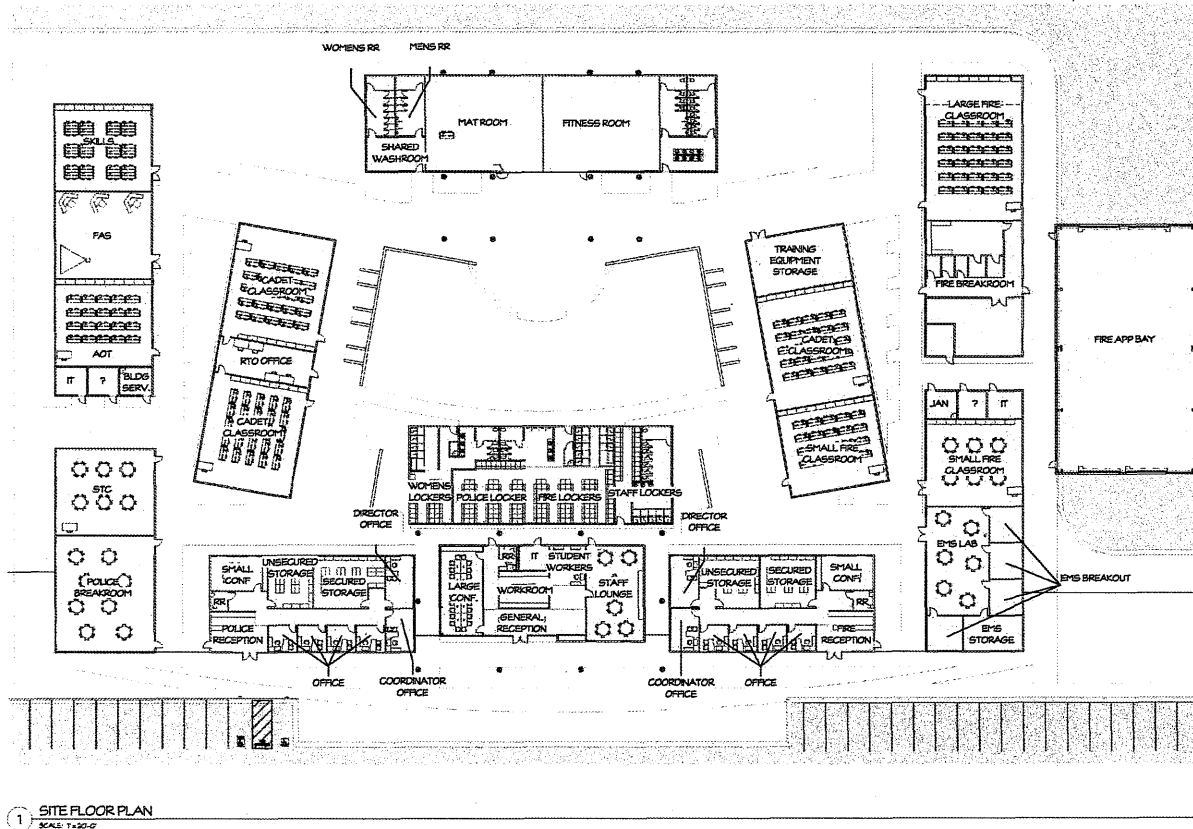 WOMENS RR
MENS RR
MAT ROOM
FITNESS ROOM
SHARED
WASHROOM
SKILLS
FAS
AOT
IT
?
BLDG
SERV.
LARGE FIRE
CLASSROOM
FIRE BREAKROOM
FIRE APP BAY
CADET
CLASSROOM
RTO OFFICE
CADET
CLASSROOM
TRAINING
EQUIPMENT
STORAGE
CADET
CLASSROOM
SMALL FIRE
CLASSROOM
JAN
?
IT
SMALL FIRE
CLASSROOM
STC
POLICE
BREAKROOM
WOMENS
LOCKERS
POLICE LOCKER
FIRE LOCKERS
STAFF LOCKERS
DIRECTOR
OFFICE
DIRECTOR
OFFICE
EMS LAB
EMS BREAKOUT
EMS
STORAGE
SMALL
CONF
UNSECURED
STORAGE
SECURED
STORAGE
RR
POLICE
RECEPTION
OFFICE
COORDINATOR
OFFICE
LARGE
CONF.
RR
IT
STUDENT
WORKERS
WORKROOM
GENERAL
RECEPTION
STAFF
LOUNGE
UNSECURED
STORAGE
SECURED
STORAGE
SMALL
CONF
RR
FIRE
RECEPTION
COORDINATOR
OFFICE
OFFICE
1
SITE FLOOR PLAN
SCALE: 1"=20'-0"